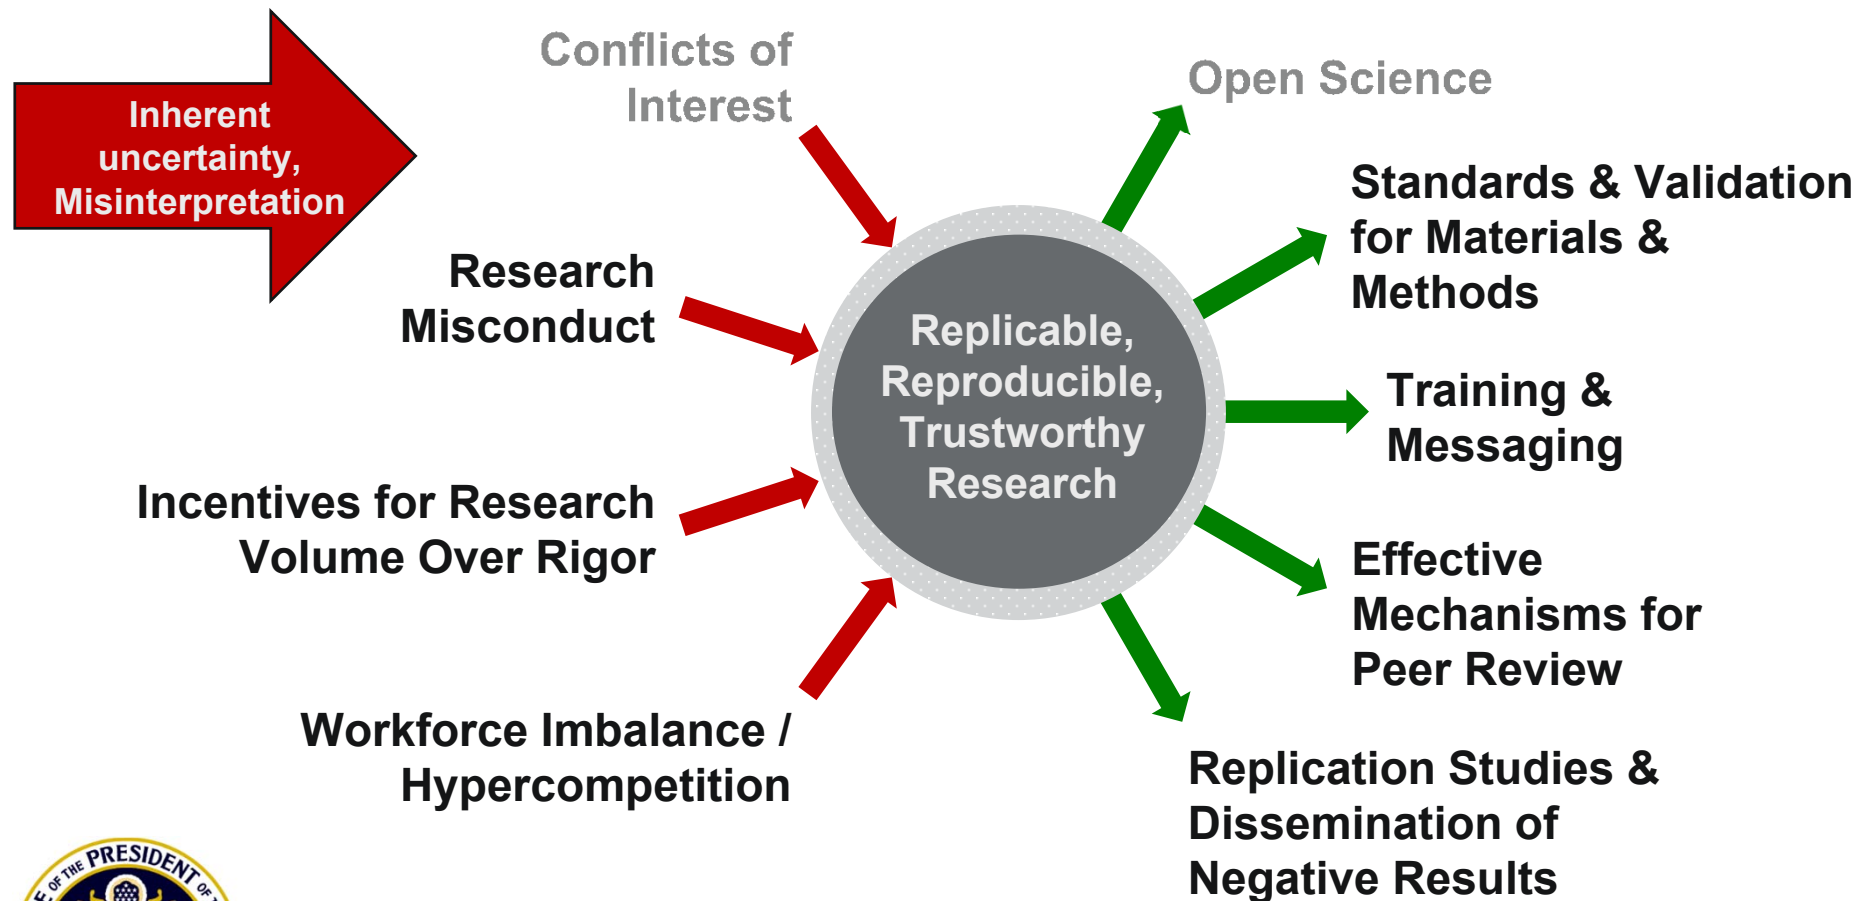 Inherent
uncertainty,
Misinterpretation
Conflicts of
Interest
Research
Misconduct
Incentives for Research
Volume Over Rigor
Workforce Imbalance /
Hypercompetition
Replicable,
Reproducible,
Trustworthy
Research
Open Science
Standards & Validation
for Materials &
Methods
Training &
Messaging
Effective
Mechanisms for
Peer Review
Replication Studies &
Dissemination of
Negative Results
OF THE PRESIDENT OF